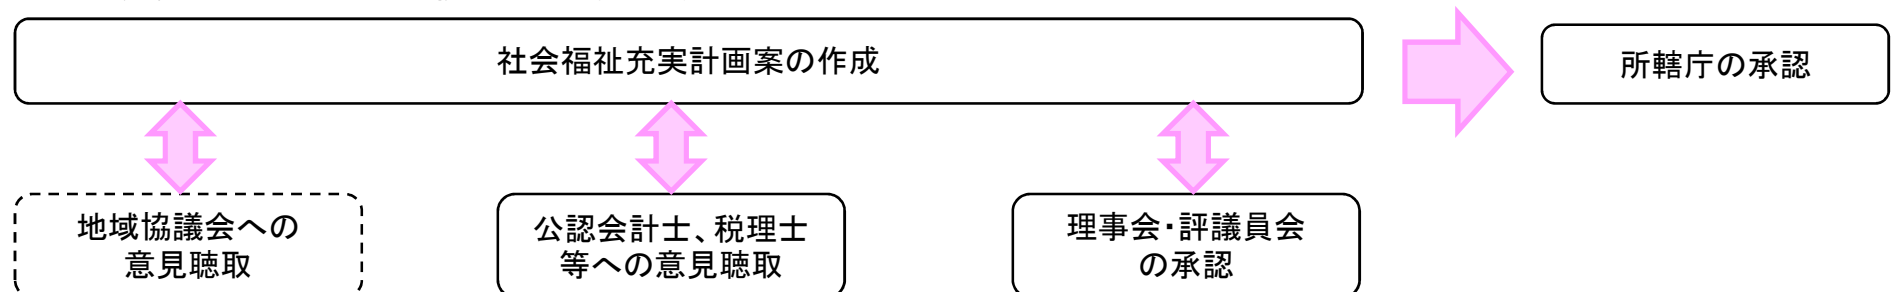 社会福祉充実計画案の作成
所轄庁の承認
地域協議会への
意見聴取
公認会計士、税理士
等への意見聴取
理事会・評議員会
の承認